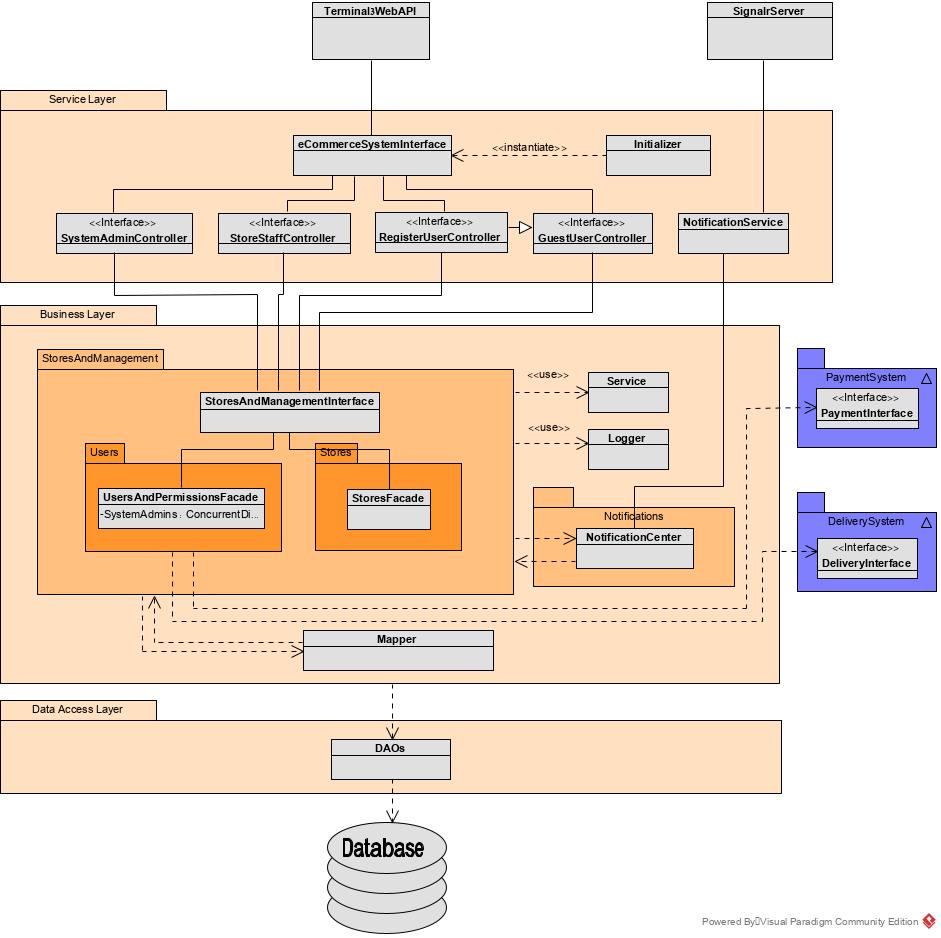 Terminal3WebAPI
SignalrServer
Service Layer
eCommerceSystemInterface
<<instantiate>>
Initializer
<<Interface>>
SystemAdminController
<<Interface>>
StoreStaffController
<<Interface>>
RegisterUserController
<<Interface>>
GuestUserController
NotificationService
Business Layer
StoresAndManagement
StoresAndManagementInterface
<<use>>
Service
<<use>>
Logger
PaymentSystem
<<Interface>>
PaymentInterface
Users
UsersAndPermissionsFacade
-SystemAdmins : ConcurrentDi...
Stores
StoresFacade
Notifications
NotificationCenter
DeliverySystem
<<Interface>>
DeliveryInterface
Mapper
Data Access Layer
DAOs
Database
Powered By▯Visual Paradigm Community Edition